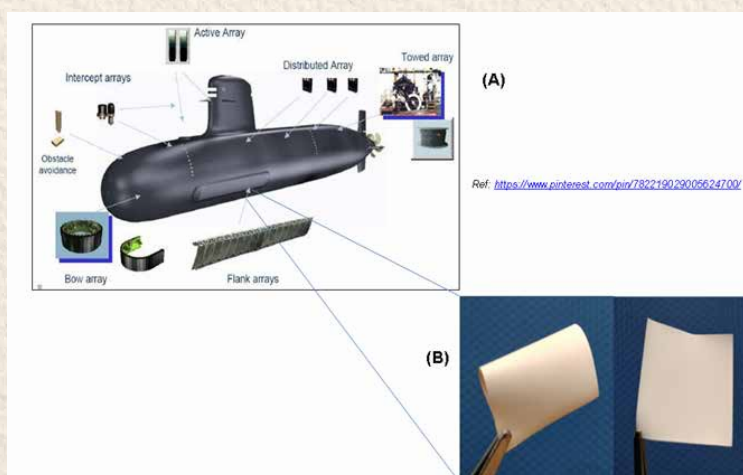 Active Array
Distributed Array
Towed array
Intercept arrays
Obstacle
avoidance
Bow array
Flank arrays
(A)
Ref: https://www.pinterest.com/pin/782219029005624700/
(B)